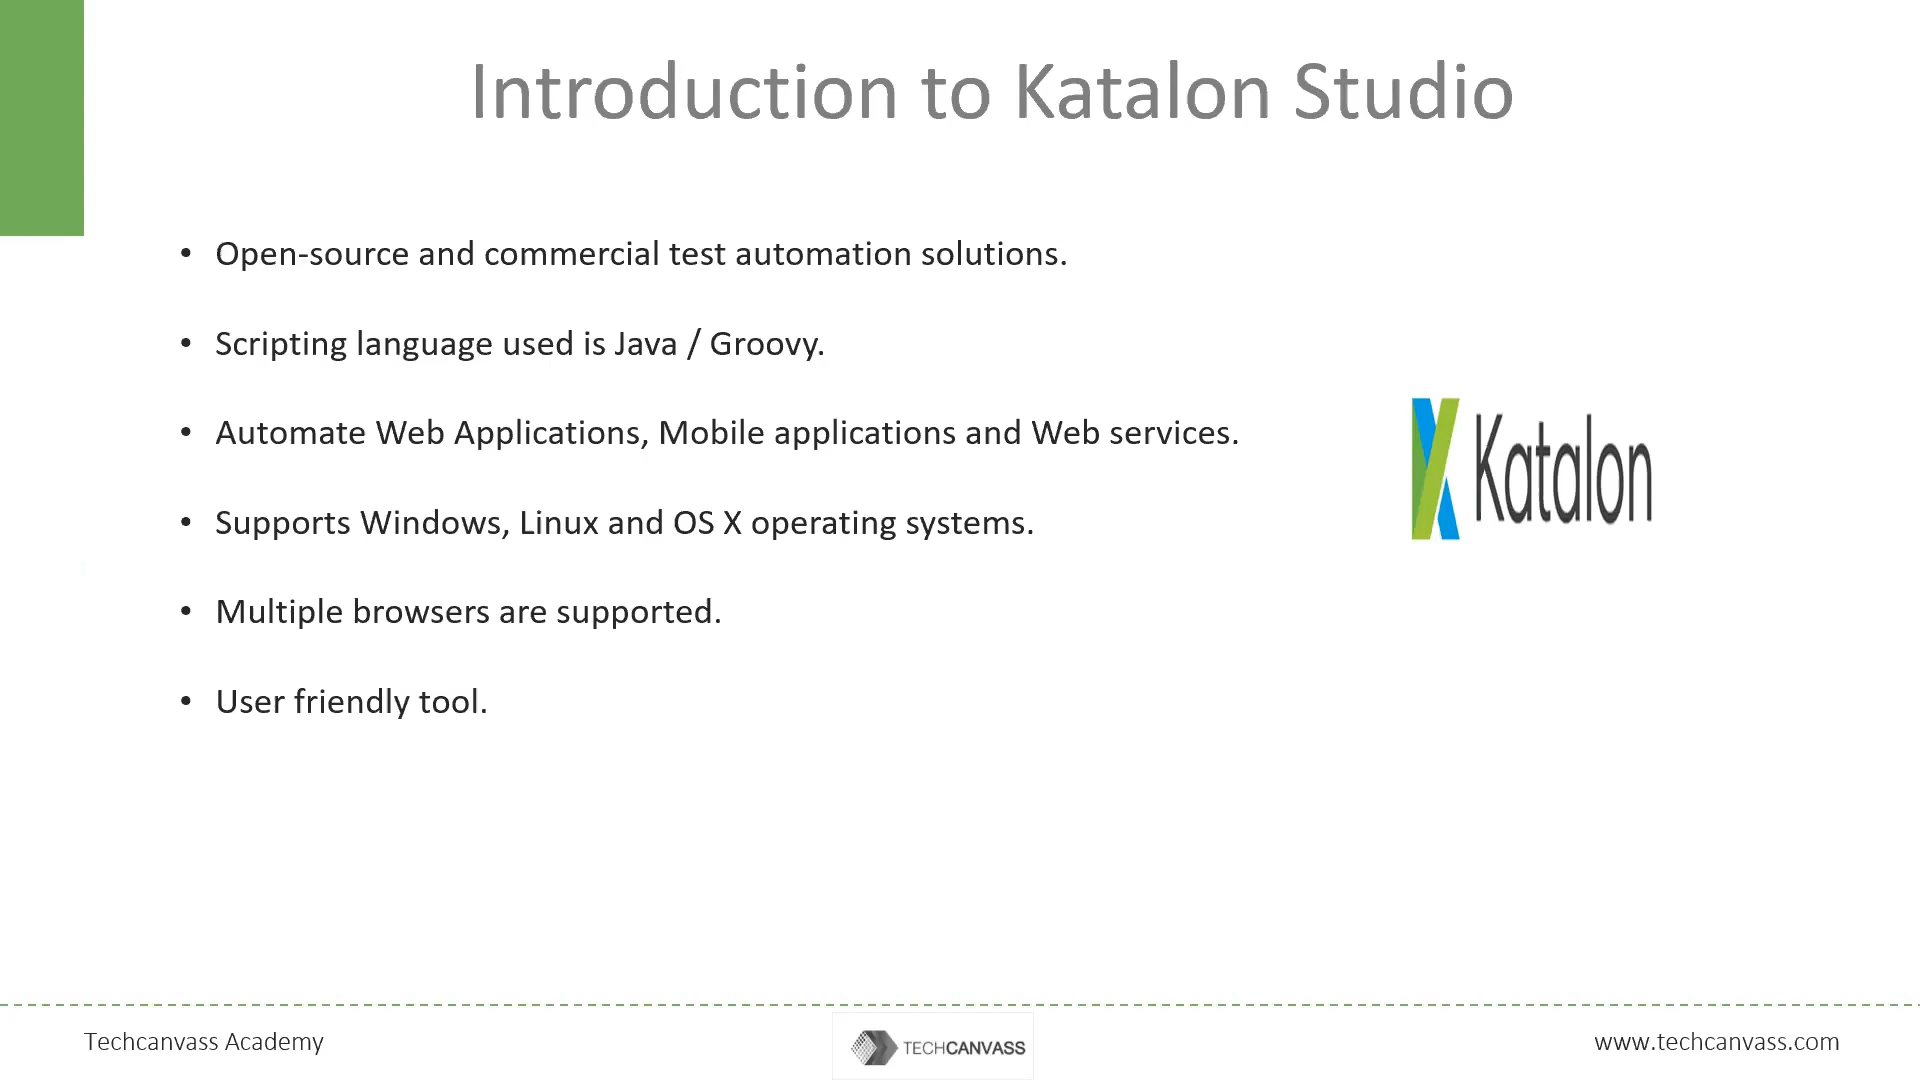 Introduction to Katalon Studio
• Open-source and commercial test automation solutions.
• Scripting language used is Java / Groovy.
• Automate Web Applications, Mobile applications and Web services.
• Supports Windows, Linux and OS X operating systems.
• Multiple browsers are supported.
• User friendly tool.
Katalon
Techcanvass Academy
TECHCANVASS
www.techcanvass.com